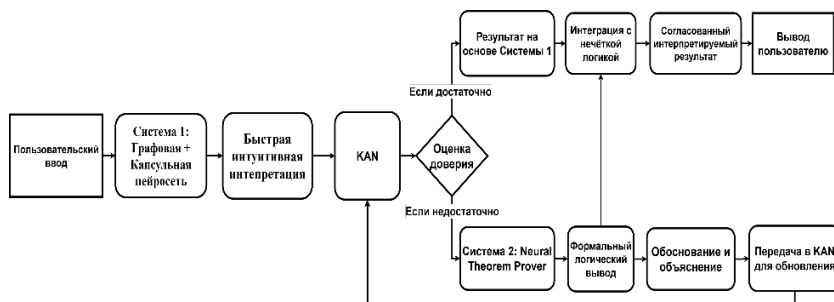 Результат на
основе Системы 1
Интеграция с
нечёткой
логикой
Согласованный
интерпретируемый
результат
Вывод
пользователю
Если достаточно
Пользовательский
ввод
Система 1:
Графовая +
Капсульная
пейросеть
Быстрая
интуитивная
интепретация
KAN
Оценка
доверия
Если недостаточно
Система 2: Neural
Theorem Prover
Формальный
логический
вывод
Обоснование и
объяснение
Передача в KAN
для обновления